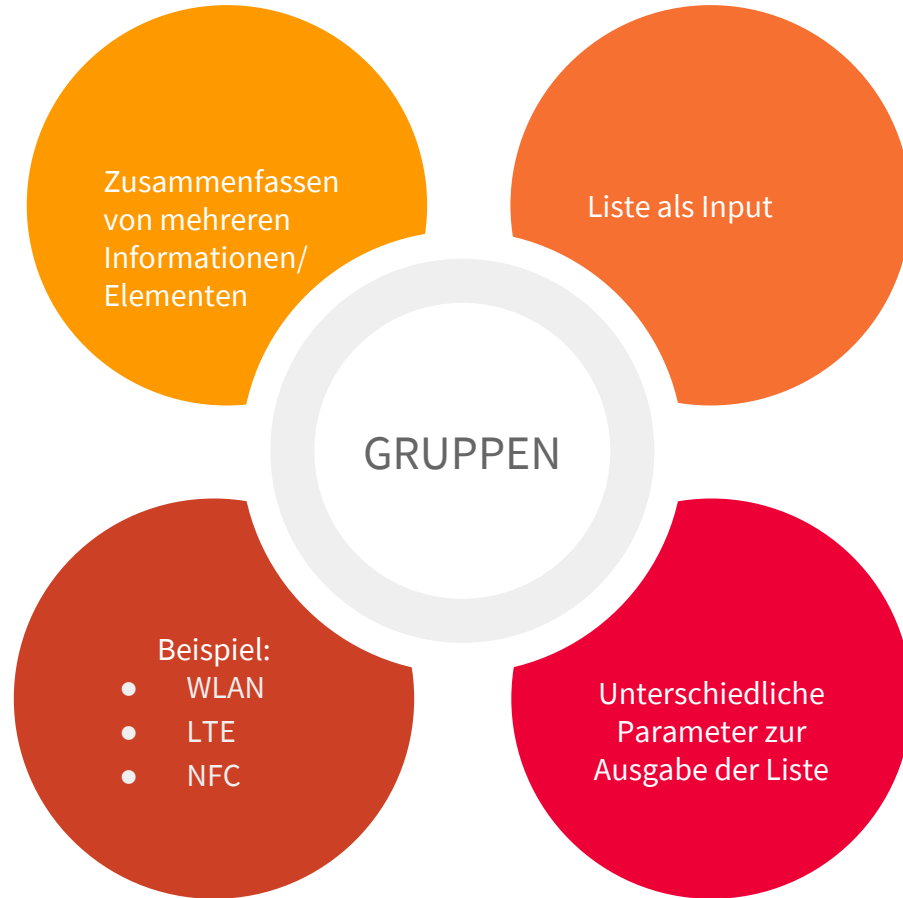 Zusammenfassen
von mehreren
Informationen/
Elementen
Liste als Input
GRUPPEN
Beispiel:
● WLAN
● LTE
● NFC
Unterschiedliche
Parameter zur
Ausgabe der Liste